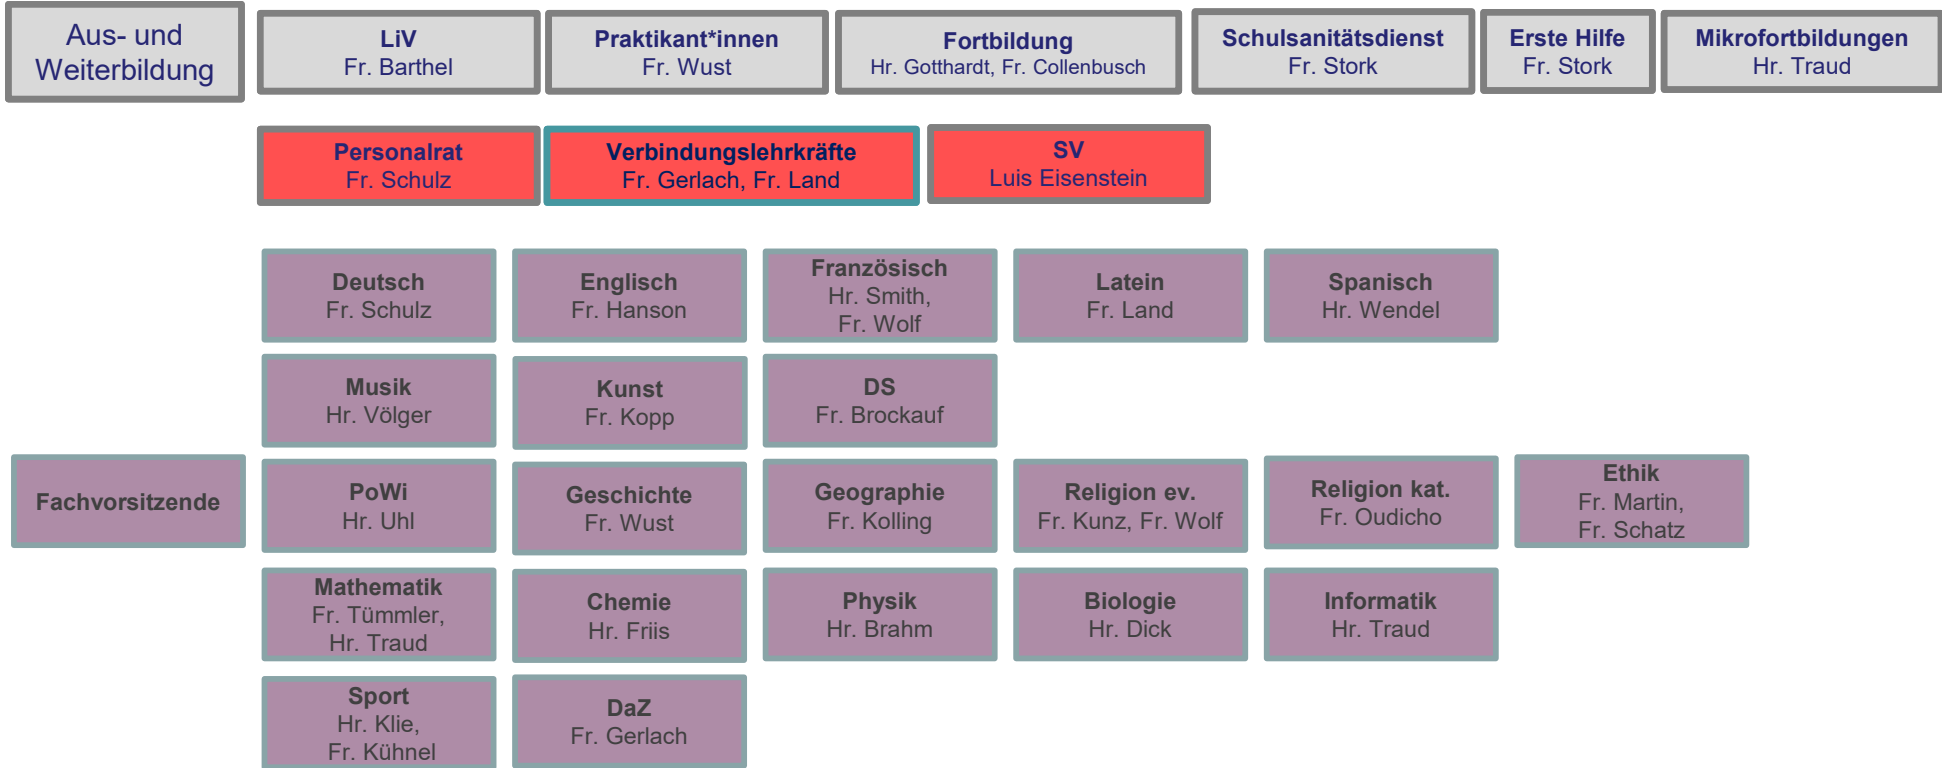 Aus- und
Weiterbildung
LiV
Fr. Barthel
Praktikant*innen
Fr. Wust
Fortbildung
Hr. Gotthardt, Fr. Collenbusch
Schulsanitätsdienst
Fr. Stork
Erste Hilfe
Fr. Stork
Mikrofortbildungen
Hr. Traud
Personalrat
Fr. Schulz
Verbindungslehrkräfte
Fr. Gerlach, Fr. Land
SV
Luis Eisenstein
Deutsch
Fr. Schulz
Englisch
Fr. Hanson
Französisch
Hr. Smith,
Fr. Wolf
Latein
Fr. Land
Spanisch
Hr. Wendel
Musik
Hr. Völger
Kunst
Fr. Kopp
DS
Fr. Brockauf
Fachvorsitzende
PoWi
Hr. Uhl
Geschichte
Fr. Wust
Geographie
Fr. Kolling
Religion ev.
Fr. Kunz, Fr. Wolf
Religion kat.
Fr. Oudicho
Ethik
Fr. Martin,
Fr. Schatz
Mathematik
Fr. Tümmler,
Hr. Traud
Chemie
Hr. Friis
Physik
Hr. Brahm
Biologie
Hr. Dick
Informatik
Hr. Traud
Sport
Hr. Klie,
Fr. Kühnel
DaZ
Fr. Gerlach